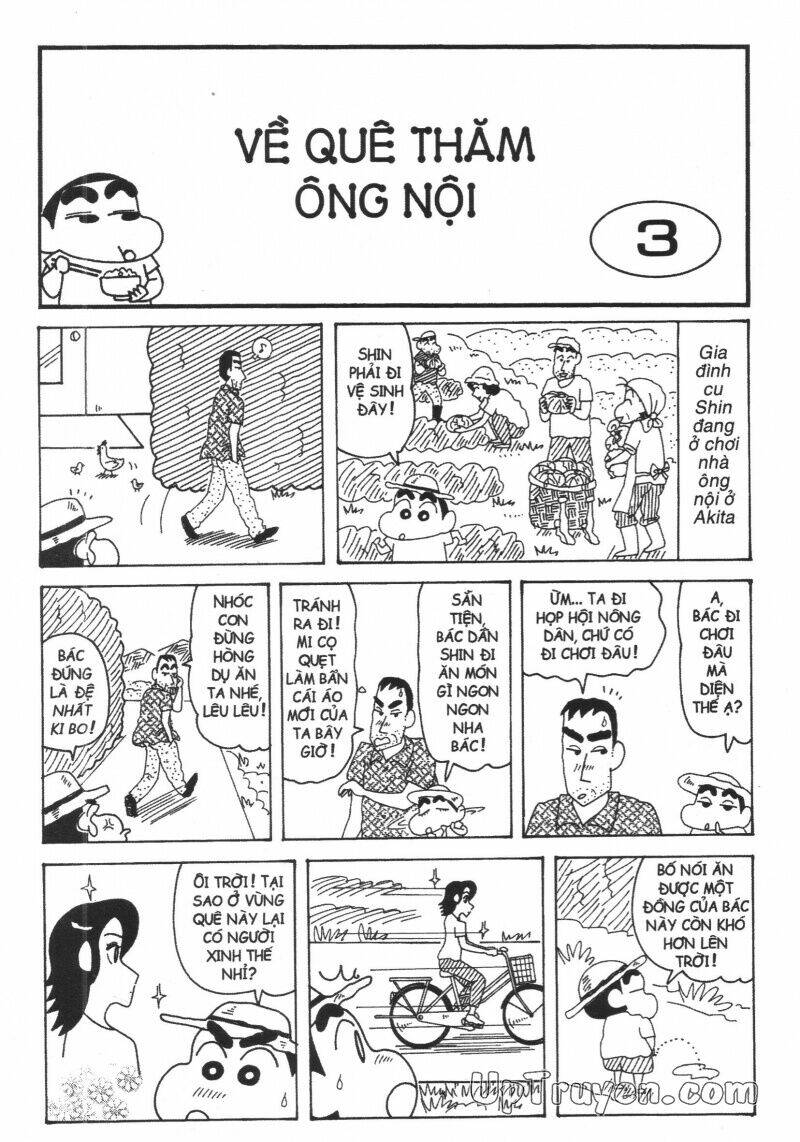 VỀ QUÊ THĂM
ÔNG NỘI
3
Gia
đình
cu
Shin
đang
ở chơi
nhà
ông
nội ở
Akita
SHIN
PHẢI ĐI
VỆ SINH
ĐÂY!
A,
BÁC ĐI
CHƠI
ĐÂU
MÀ
DIỆN
THẾ Ạ?
ỪM... TA ĐI
HỌP HỘI NÔNG
DÂN, CHỨ CÓ
ĐI CHƠI ĐÂU!
SẴN
TIỆN,
BÁC DẪN
SHIN ĐI
ĂN MÓN
GÌ NGON
NGON
NHA
BÁC!
TRÁNH
RA ĐI!
MI CỌ
QUẸT
LÀM BẨN
CÁI ÁO
MỚI CỦA
TA BÂY
GIỜ!
NHÓC
CON
ĐỪNG
HÒNG
DỤ ĂN
TA NHÉ,
LÊU LÊU!
BÁC
ĐÚNG
LÀ ĐỆ
NHẤT
KI BO!
BỐ NÓI ĂN
ĐƯỢC MỘT
ĐỒNG CỦA BÁC
NÀY CÒN KHÓ
HƠN LÊN
TRỜI!
ÔI TRỜI! TẠI
SAO Ở VÙNG
QUÊ NÀY LẠI
CÓ NGƯỜI
XINH THẾ
NHỈ?
UpTruyen.com